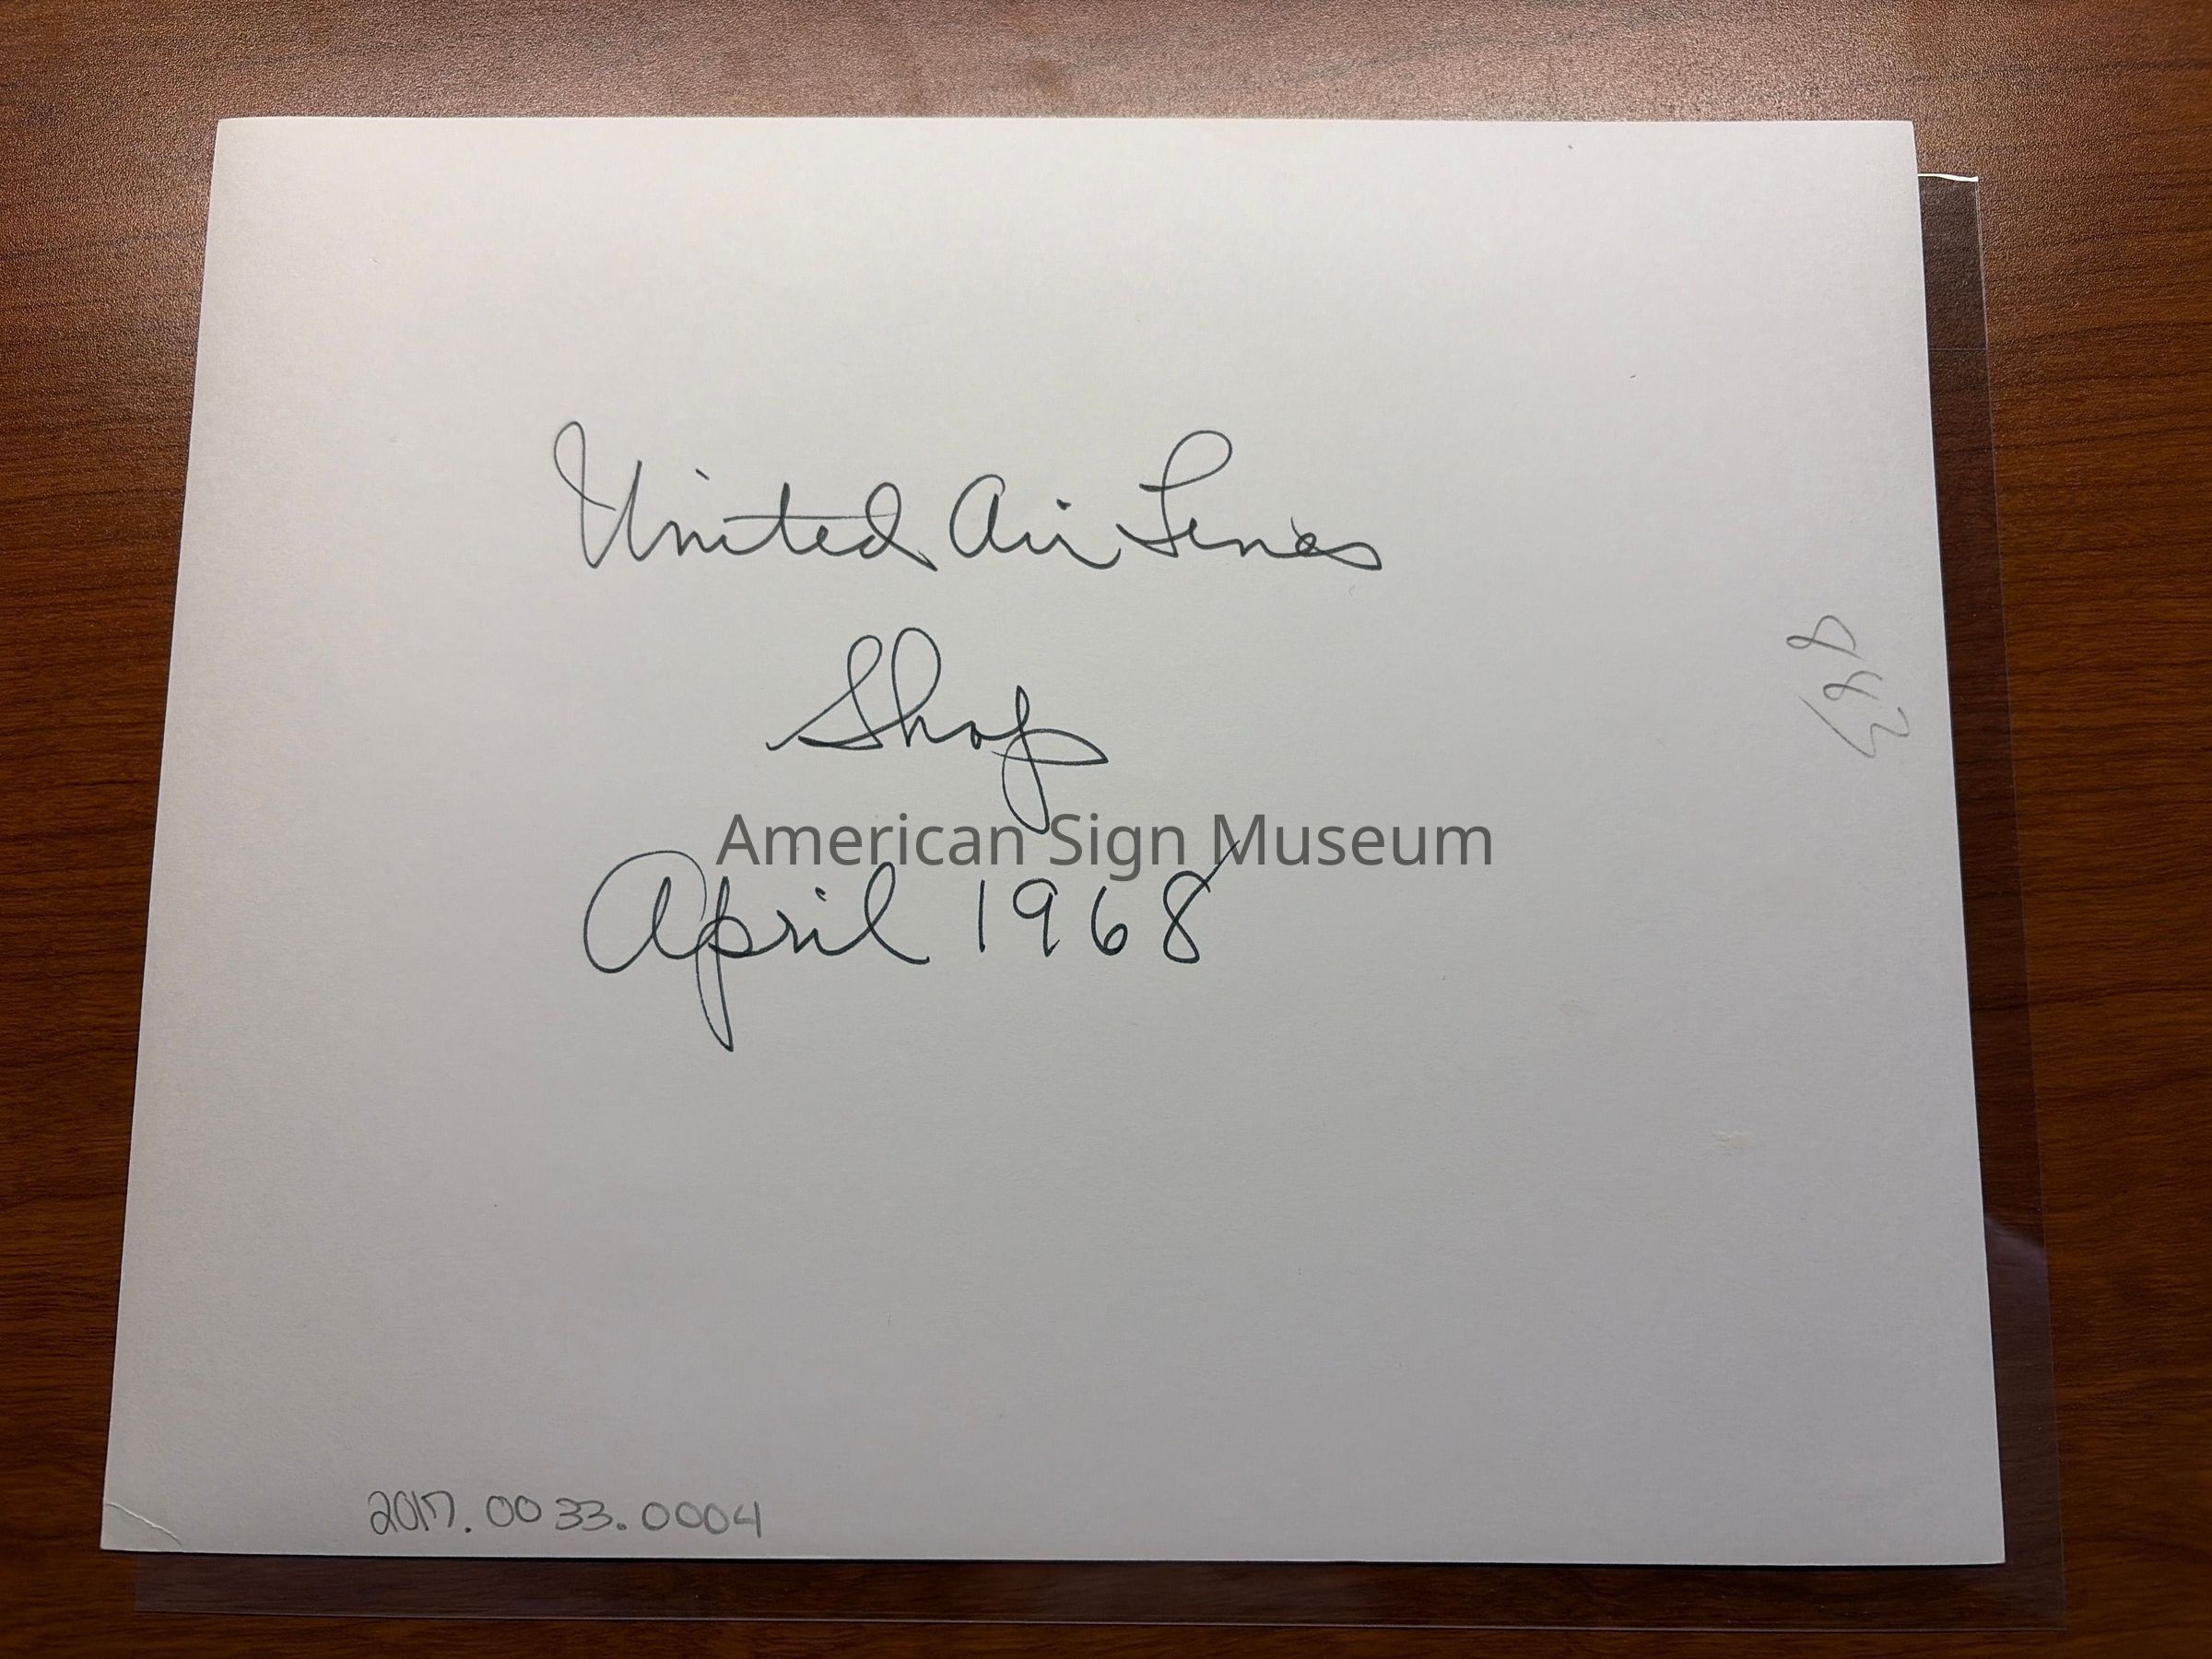 United Air Lines
Shop
American Sign Museum
April 1968
2017.0033.0004